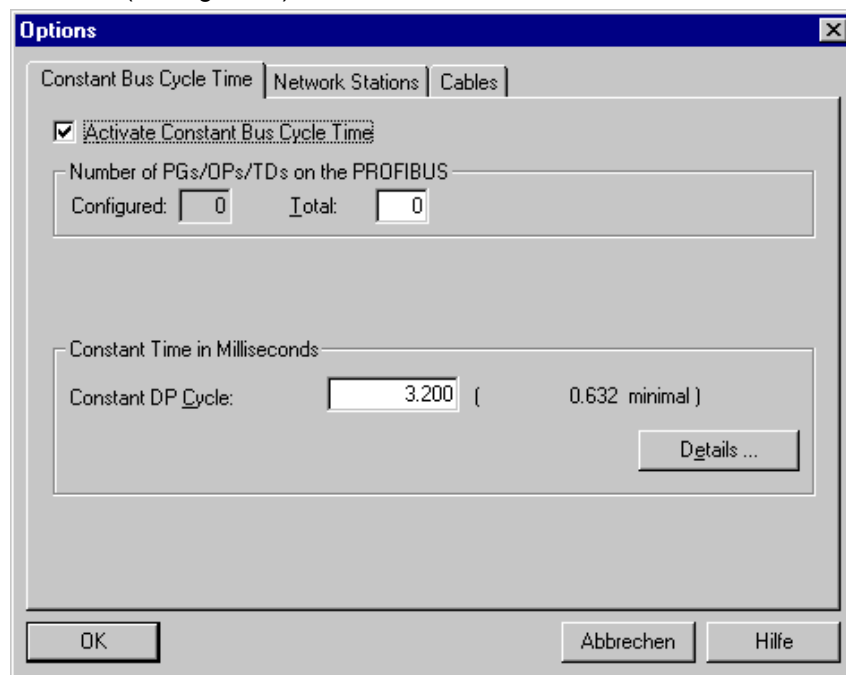 Options
Constant Bus Cycle Time Network Stations Cables
Activate Constant Bus Cycle Time
Number of PGs/OPs/TDs on the PROFIBUS
Configured: 0 Total: 0
Constant Time in Milliseconds
Constant DP Cycle: 3.200 ( 0.632 minimal )
Details ...
OK Abbrechen Hilfe